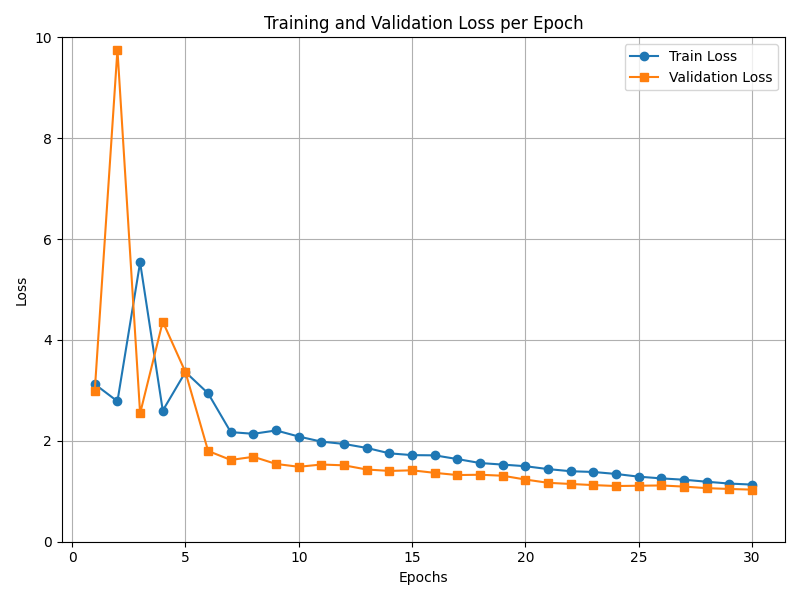 Training and Validation Loss per Epoch
Train Loss
Validation Loss
10
8
6
4
2
0
Loss
0 5 10 15 20 25 30
Epochs